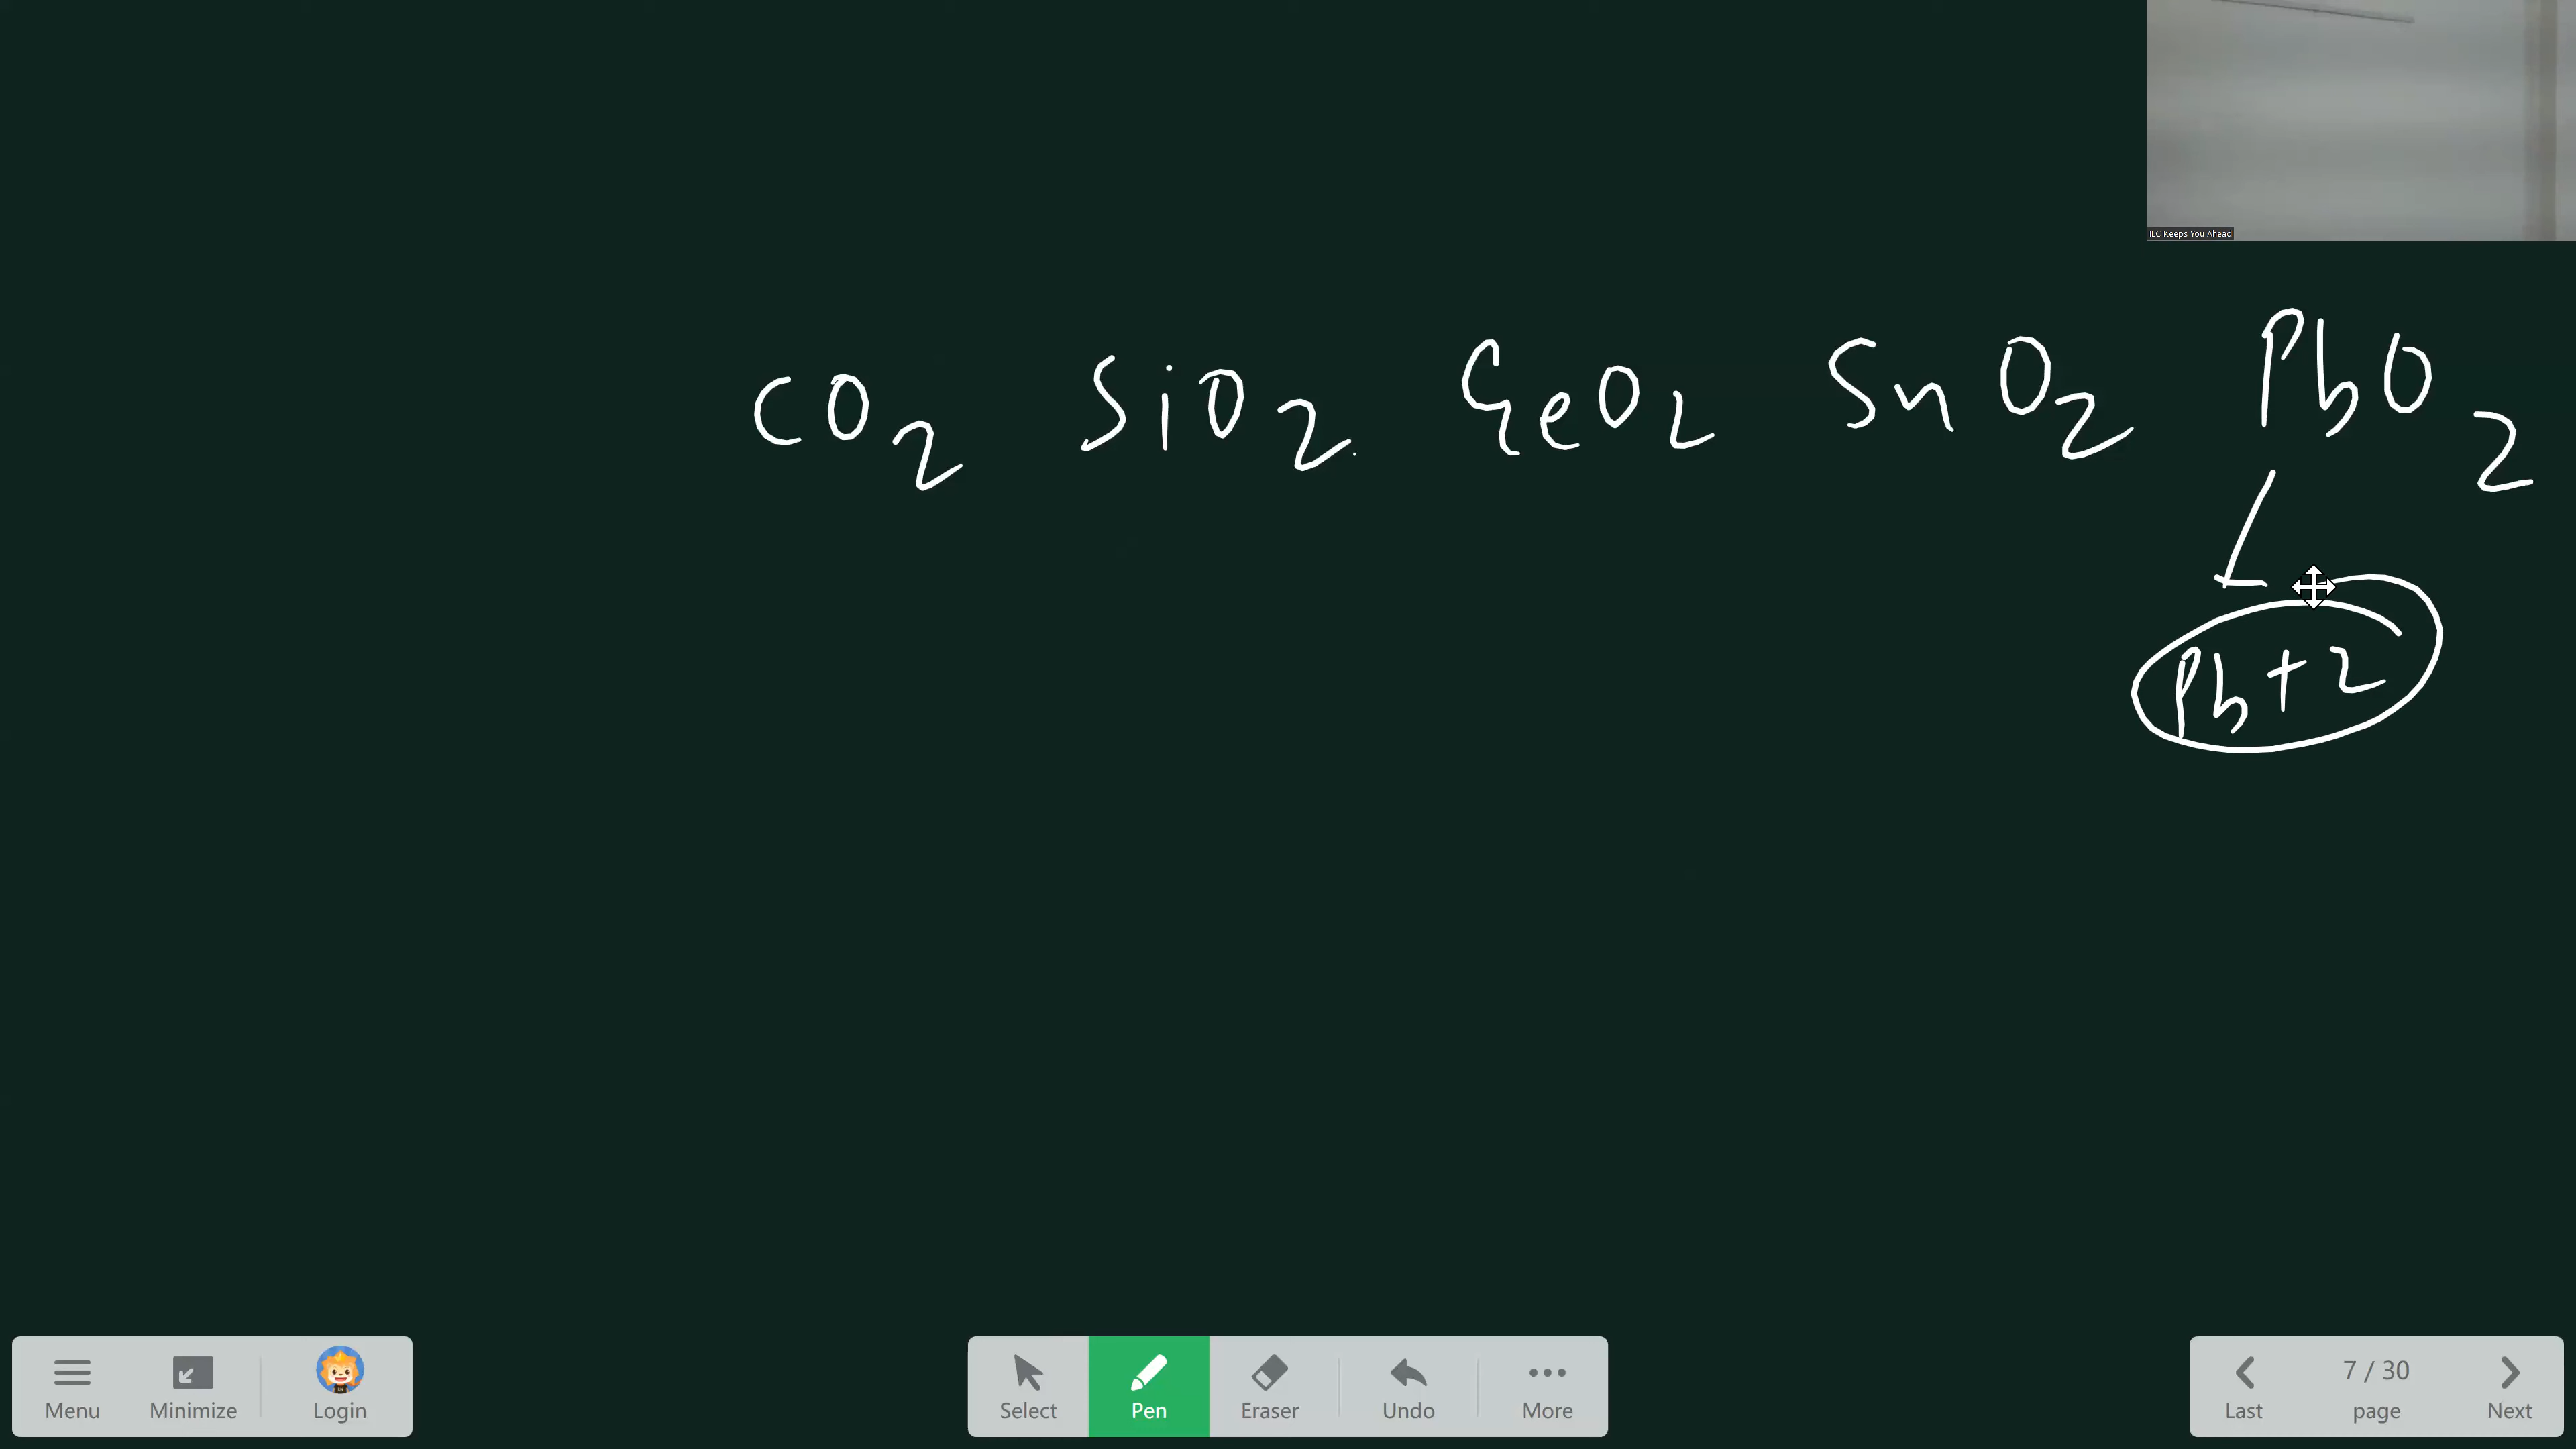 ILC Keeps You Ahead
CO2 SiO2 GeO2 SnO2 PbO2
Pb+2
Menu Minimize Login Select Pen Eraser Undo More Last 7 / 30 page Next